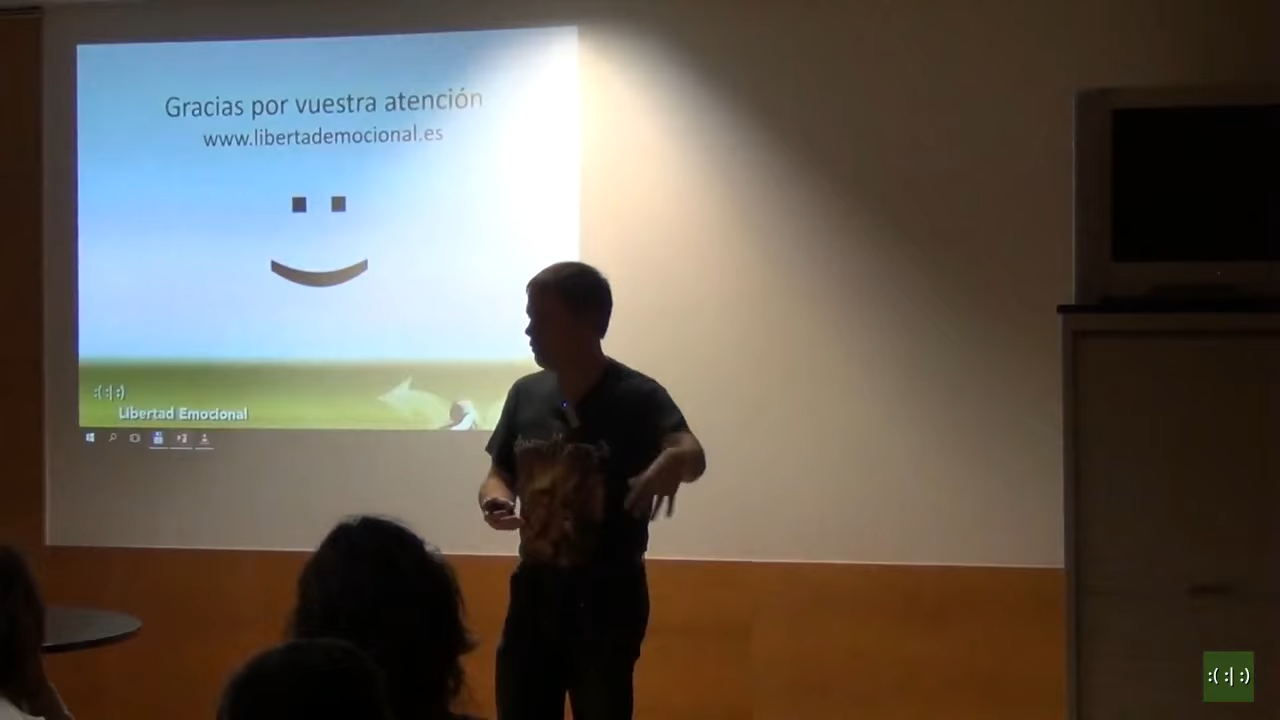 Gracias por vuestra atención
www.libertademocional.es
:( :| :)
Libertad Emocional
:( :| :)